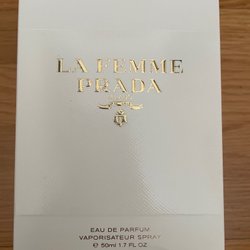 LA FEMME
PRADA
EAU DE PARFUM
VAPORISATEUR SPRAY
℮ 50ml 1.7 FL.OZ